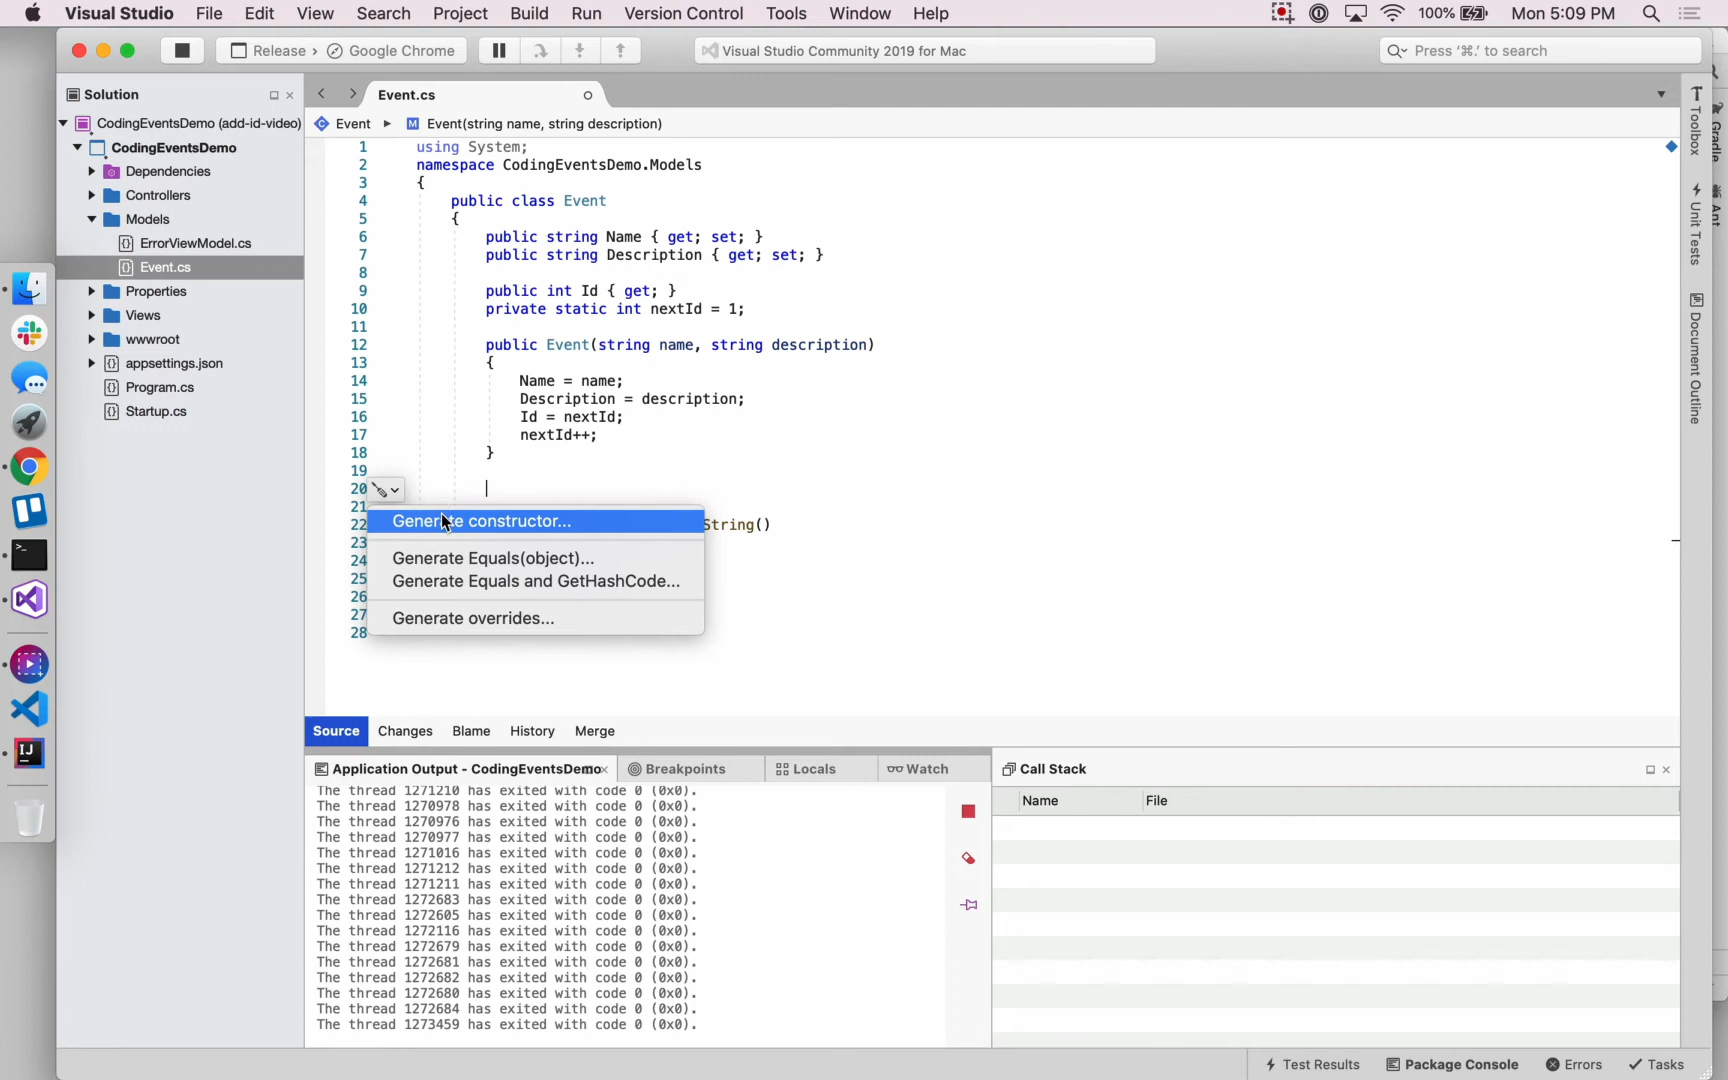 Visual Studio File Edit View Search Project Build Run Version Control Tools Window Help
100% Mon 5:09 PM
Release › Google Chrome
Visual Studio Community 2019 for Mac
Press ‘⌘.’ to search
Solution
Event.cs
CodingEventsDemo (add-id-video)
CodingEventsDemo
Dependencies
Controllers
Models
ErrorViewModel.cs
Event.cs
Properties
Views
wwwroot
appsettings.json
Program.cs
Startup.cs
>_
IJ
Event ▸ M Event(string name, string description)
1 using System;
2 namespace CodingEventsDemo.Models
3 {
4 public class Event
5 {
6 public string Name { get; set; }
7 public string Description { get; set; }
8
9 public int Id { get; }
10 private static int nextId = 1;
11
12 public Event(string name, string description)
13 {
14 Name = name;
15 Description = description;
16 Id = nextId;
17 nextId++;
18 }
19
20
21
22 String()
23
24
25
26
27
28
Generate constructor...
Generate Equals(object)...
Generate Equals and GetHashCode...
Generate overrides...
Toolbox
Unit Tests
Document Outline
Gradle
Ant
Source Changes Blame History Merge
Application Output - CodingEventsDemo Breakpoints Locals Watch
Call Stack
Name File
The thread 1271210 has exited with code 0 (0x0).
The thread 1270978 has exited with code 0 (0x0).
The thread 1270976 has exited with code 0 (0x0).
The thread 1270977 has exited with code 0 (0x0).
The thread 1271016 has exited with code 0 (0x0).
The thread 1271212 has exited with code 0 (0x0).
The thread 1271211 has exited with code 0 (0x0).
The thread 1272683 has exited with code 0 (0x0).
The thread 1272605 has exited with code 0 (0x0).
The thread 1272116 has exited with code 0 (0x0).
The thread 1272679 has exited with code 0 (0x0).
The thread 1272681 has exited with code 0 (0x0).
The thread 1272682 has exited with code 0 (0x0).
The thread 1272680 has exited with code 0 (0x0).
The thread 1272684 has exited with code 0 (0x0).
The thread 1273459 has exited with code 0 (0x0).
Test Results Package Console Errors Tasks